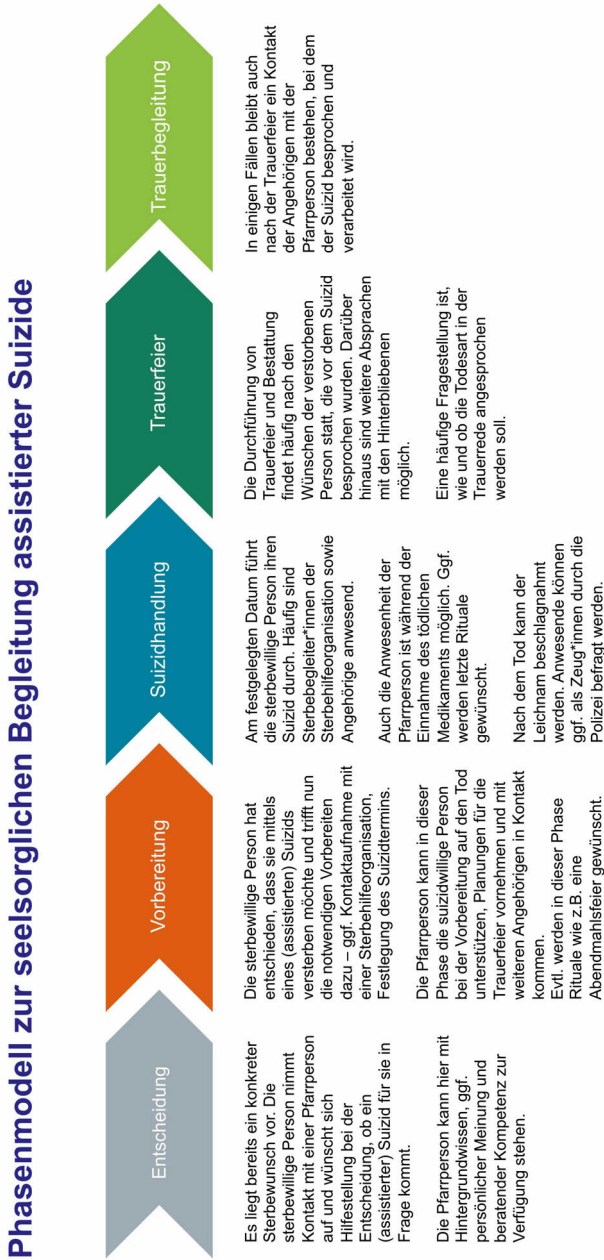 Phasenmodell zur seelsorglichen Begleitung assistierter Suizide
Entscheidung
Vorbereitung
Suizidhandlung
Trauerfeier
Trauerbegleitung
Es liegt bereits ein konkreter
Sterbewunsch vor. Die
sterbewillige Person nimmt
Kontakt mit einer Pfarrperson
auf und wünscht sich
Hilfestellung bei der
Entscheidung, ob ein
(assistierter) Suizid für sie in
Frage kommt.
Die Pfarrperson kann hier mit
Hintergrundwissen, ggf.
persönlicher Meinung und
beratender Kompetenz zur
Verfügung stehen.
Die sterbewillige Person hat
entschieden, dass sie mittels
eines (assistierten) Suizids
versterben möchte und trifft nun
die notwendigen Vorbereiten
dazu – ggf. Kontaktaufnahme mit
einer Sterbehilfeorganisation,
Festlegung des Suizidtermins.
Die Pfarrperson kann in dieser
Phase die suizidwillige Person
bei der Vorbereitung auf den Tod
unterstützen, Planungen für die
Trauerfeier vornehmen und mit
weiteren Angehörigen in Kontakt
kommen.
Evtl. werden in dieser Phase
Rituale wie z.B. eine
Abendmahlsfeier gewünscht.
Am festgelegten Datum führt
die sterbewillige Person ihren
Suizid durch. Häufig sind
Sterbebegleiter*innen der
Sterbehilfeorganisation sowie
Angehörige anwesend.
Auch die Anwesenheit der
Pfarrperson ist während der
Einnahme des tödlichen
Medikaments möglich. Ggf.
werden letzte Rituale
gewünscht.
Nach dem Tod kann der
Leichnam beschlagnahmt
werden. Anwesende können
ggf. als Zeug*innen durch die
Polizei befragt werden.
Die Durchführung von
Trauerfeier und Bestattung
findet häufig nach den
Wünschen der verstorbenen
Person statt, die vor dem Suizid
besprochen wurden. Darüber
hinaus sind weitere Absprachen
mit den Hinterbliebenen
möglich.
Eine häufige Fragestellung ist,
wie und ob die Todesart in der
Trauerrede angesprochen
werden soll.
In einigen Fällen bleibt auch
nach der Trauerfeier ein Kontakt
der Angehörigen mit der
Pfarrperson bestehen, bei dem
der Suizid besprochen und
verarbeitet wird.